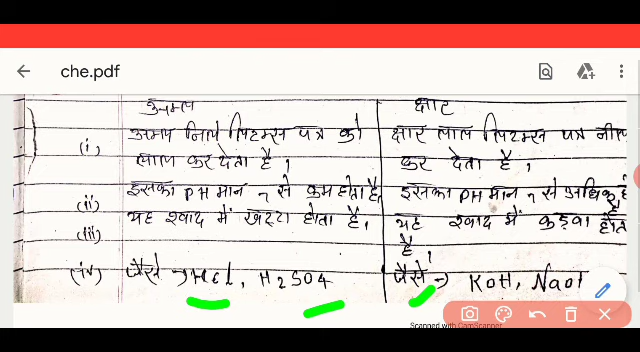 che.pdf
अम्ल क्षार
(i) अम्ल निले लिटमस पत्र को क्षार लाल लिटमस पत्र नीला
लाल कर देता है। कर देता है।
(ii) इसका PH मान 7 से कम होता है इसका PH मान 7 से अधिक
(iii) यह स्वाद में खट्टा होता है। यह स्वाद में कड़वा होता
है।
(iv) जैसे → HCl, H2SO4 जैसे → KOH, NaOH
Scanned with CamScanner